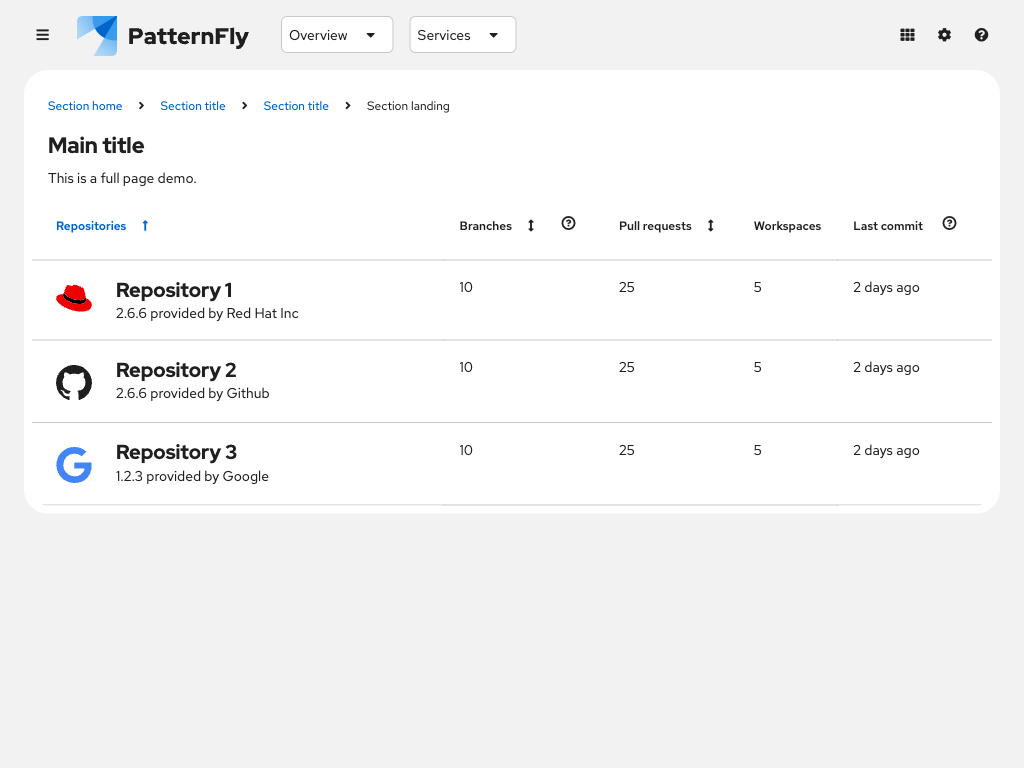 PatternFly Overview Services
Section home Section title Section title Section landing
Main title
This is a full page demo.
Repositories Branches Pull requests Workspaces Last commit
Repository 1 10 25 5 2 days ago
2.6.6 provided by Red Hat Inc
Repository 2 10 25 5 2 days ago
2.6.6 provided by Github
Repository 3 10 25 5 2 days ago
1.2.3 provided by Google